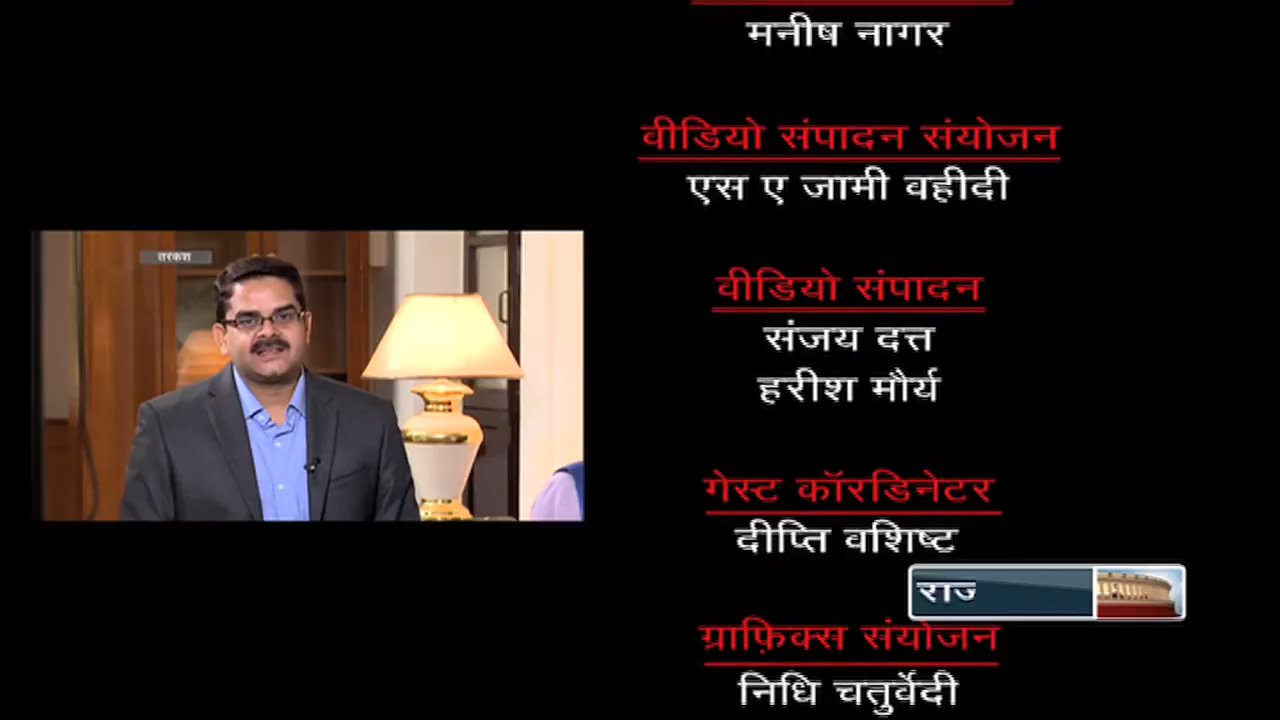 मनीष नागर
वीडियो संपादन संयोजन
एस ए जामी वहीदी
तरकश
वीडियो संपादन
संजय दत्त
हरीश मौर्य
गेस्ट कॉरडिनेटर
दीप्ति वशिष्ट
ग्राफ़िक्स संयोजन
निधि चतुर्वेदी